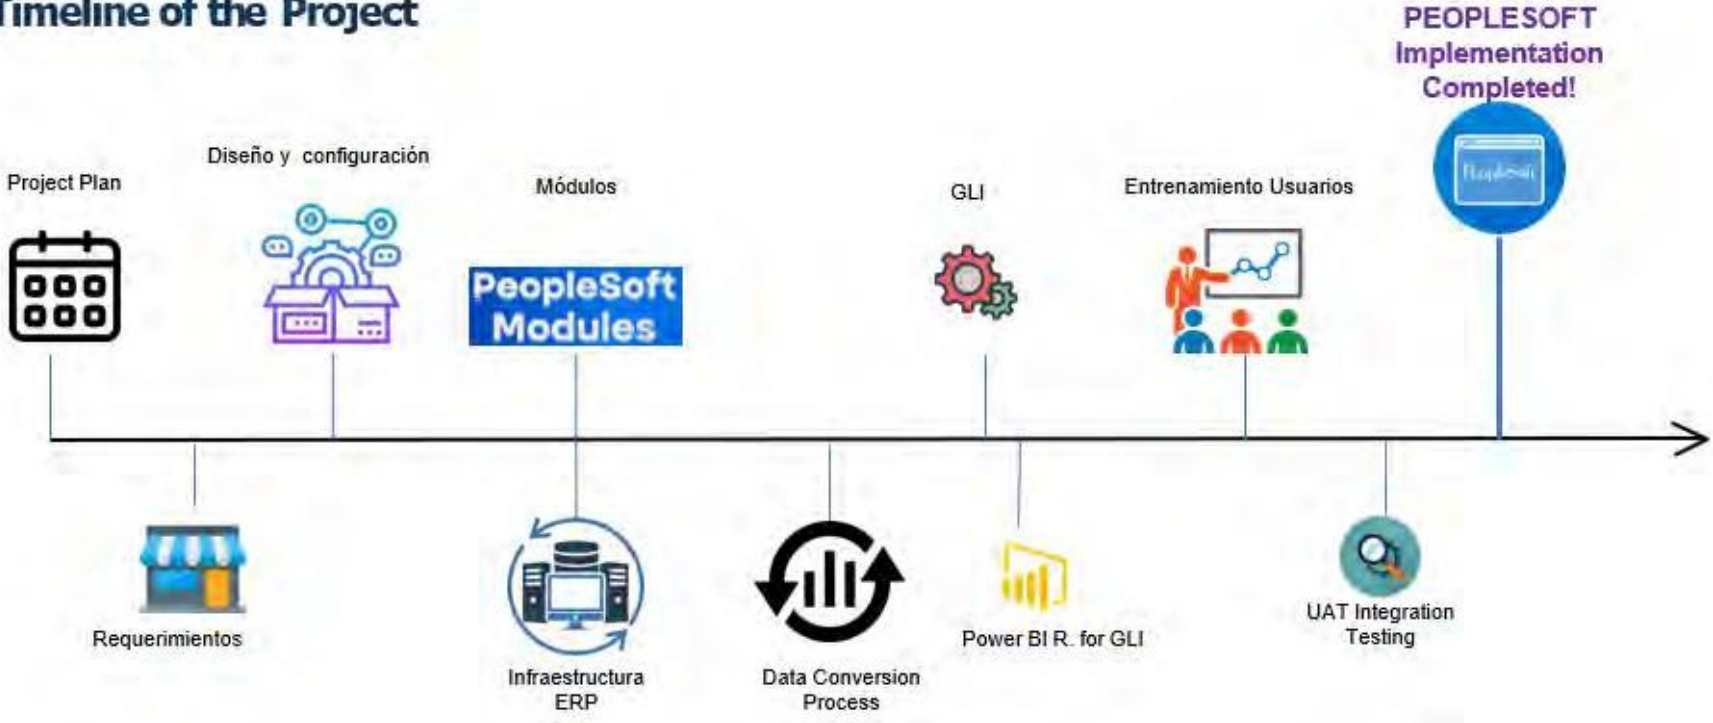 Timeline of the Project
PEOPLESOFT
Implementation
Completed!
Project Plan
Diseño y configuración
Módulos
GLI
Entrenamiento Usuarios
PeopleSoft
PeopleSoft
Modules
Requerimientos
Infraestructura
ERP
Data Conversion
Process
Power BI R. for GLI
UAT Integration
Testing